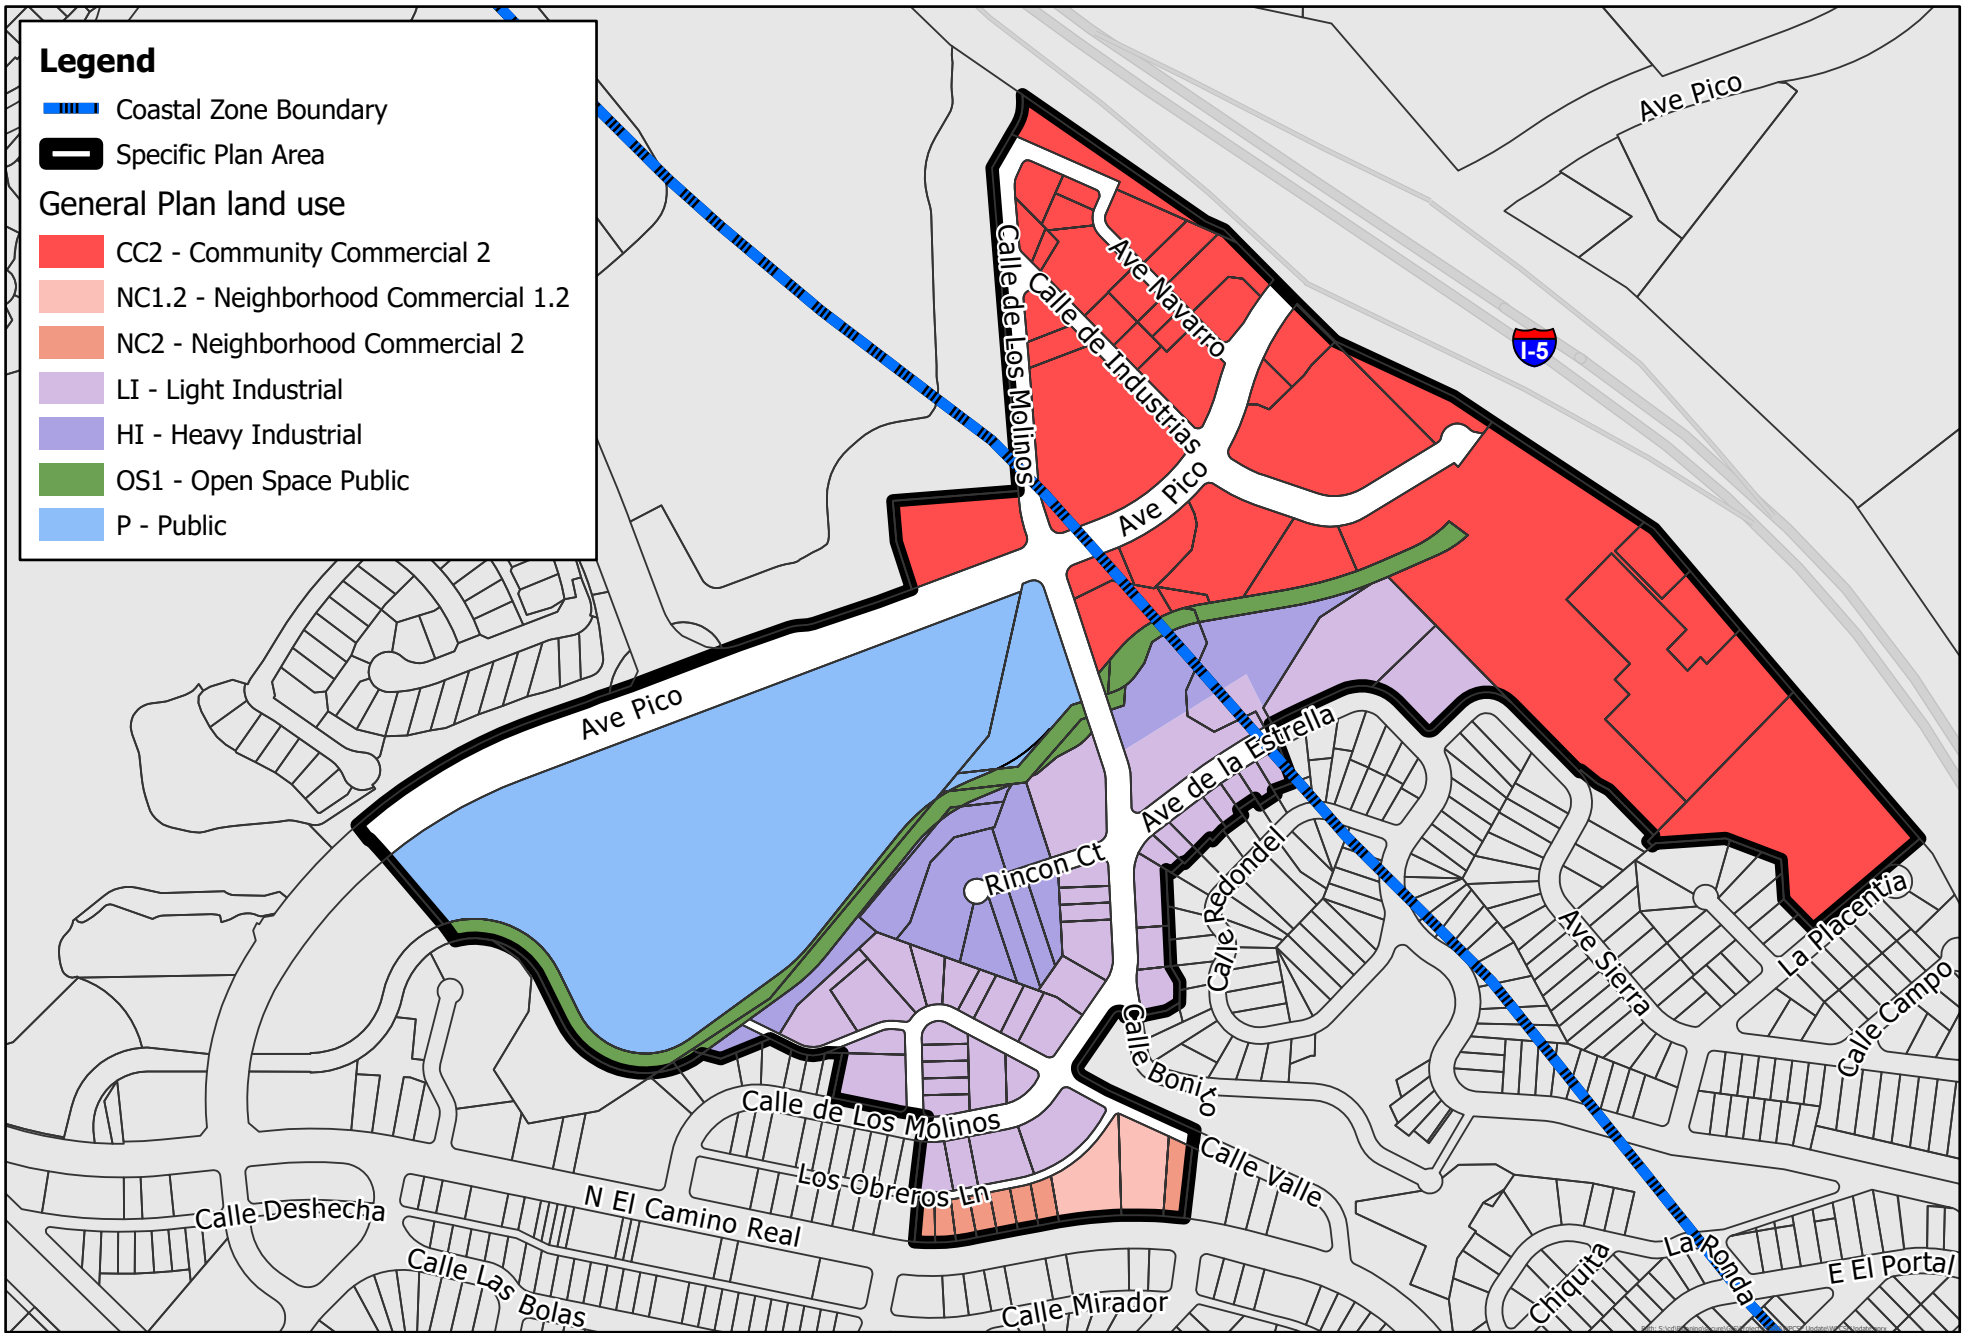 Legend
Coastal Zone Boundary
Specific Plan Area
General Plan land use
CC2 - Community Commercial 2
NC1.2 - Neighborhood Commercial 1.2
NC2 - Neighborhood Commercial 2
LI - Light Industrial
HI - Heavy Industrial
OS1 - Open Space Public
P - Public
Ave Pico
Calle de Los Molinos
Ave Navarro
Calle de Industrias
I-5
Ave Pico
Ave Pico
Ave de la Estrella
Rincon Ct
Calle Redondel
Ave Sierra
La Placentia
Calle Campo
Calle Bonito
Calle de Los Molinos
Los Obreros Ln
Calle Valle
Calle Deshecha
N El Camino Real
Calle Las Bolas
Calle Mirador
Chiquita
La Ronda
E El Portal